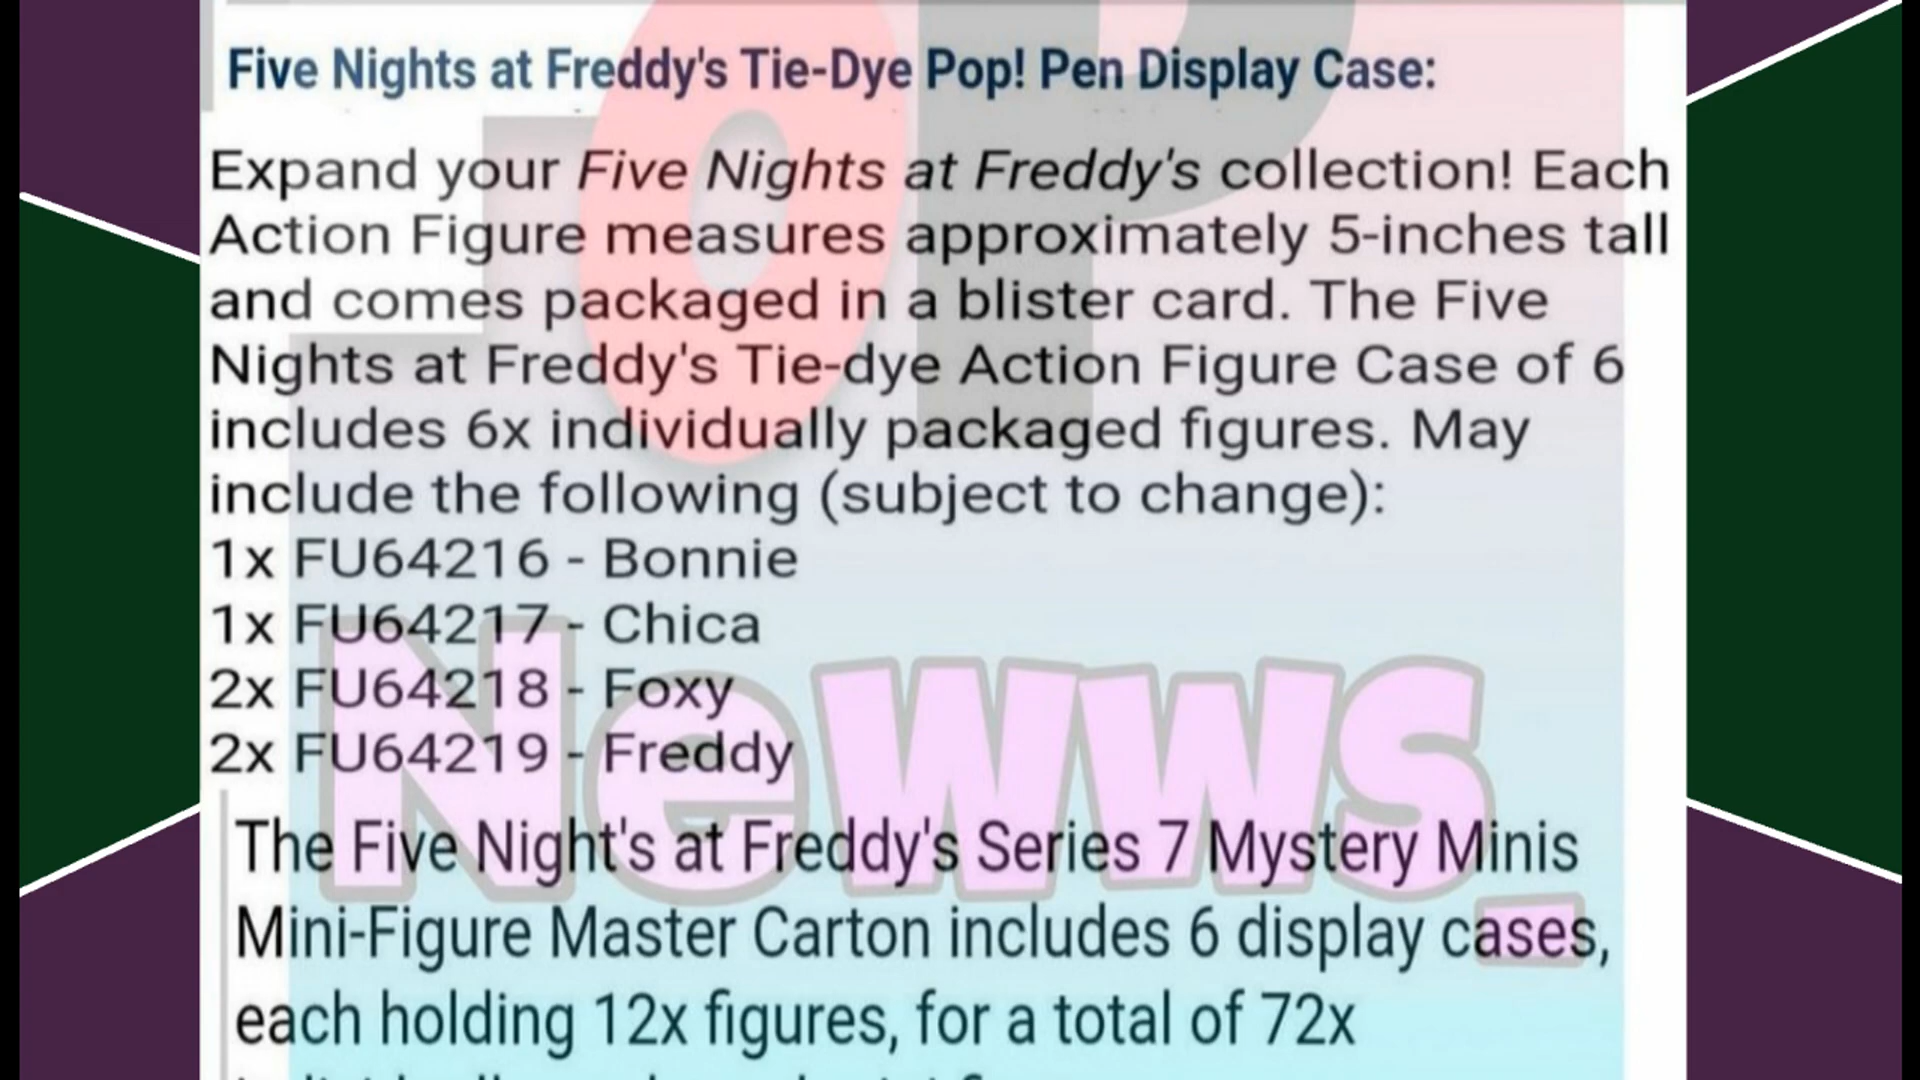 Five Nights at Freddy's Tie-Dye Pop! Pen Display Case:
Expand your Five Nights at Freddy's collection! Each
Action Figure measures approximately 5-inches tall
and comes packaged in a blister card. The Five
Nights at Freddy's Tie-dye Action Figure Case of 6
includes 6x individually packaged figures. May
include the following (subject to change):
1x FU64216 - Bonnie
1x FU64217 - Chica
2x FU64218 - Foxy
2x FU64219 - Freddy
NeWWS
The Five Night's at Freddy's Series 7 Mystery Minis
Mini-Figure Master Carton includes 6 display cases,
each holding 12x figures, for a total of 72x